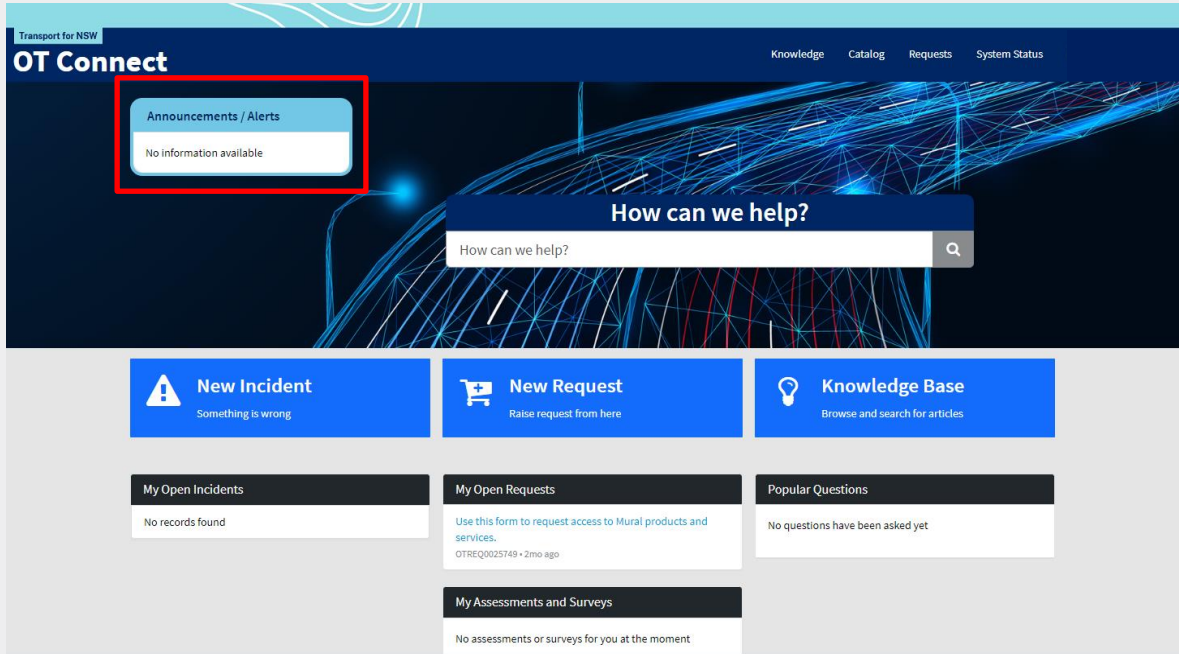 Transport for NSW
OT Connect
Knowledge Catalog Requests System Status
Announcements / Alerts
No information available
How can we help?
How can we help?
New Incident
Something is wrong
New Request
Raise request from here
Knowledge Base
Browse and search for articles
My Open Incidents
No records found
My Open Requests
Use this form to request access to Mural products and
services.
OTREQ0025749 • 2mo ago
Popular Questions
No questions have been asked yet
My Assessments and Surveys
No assessments or surveys for you at the moment